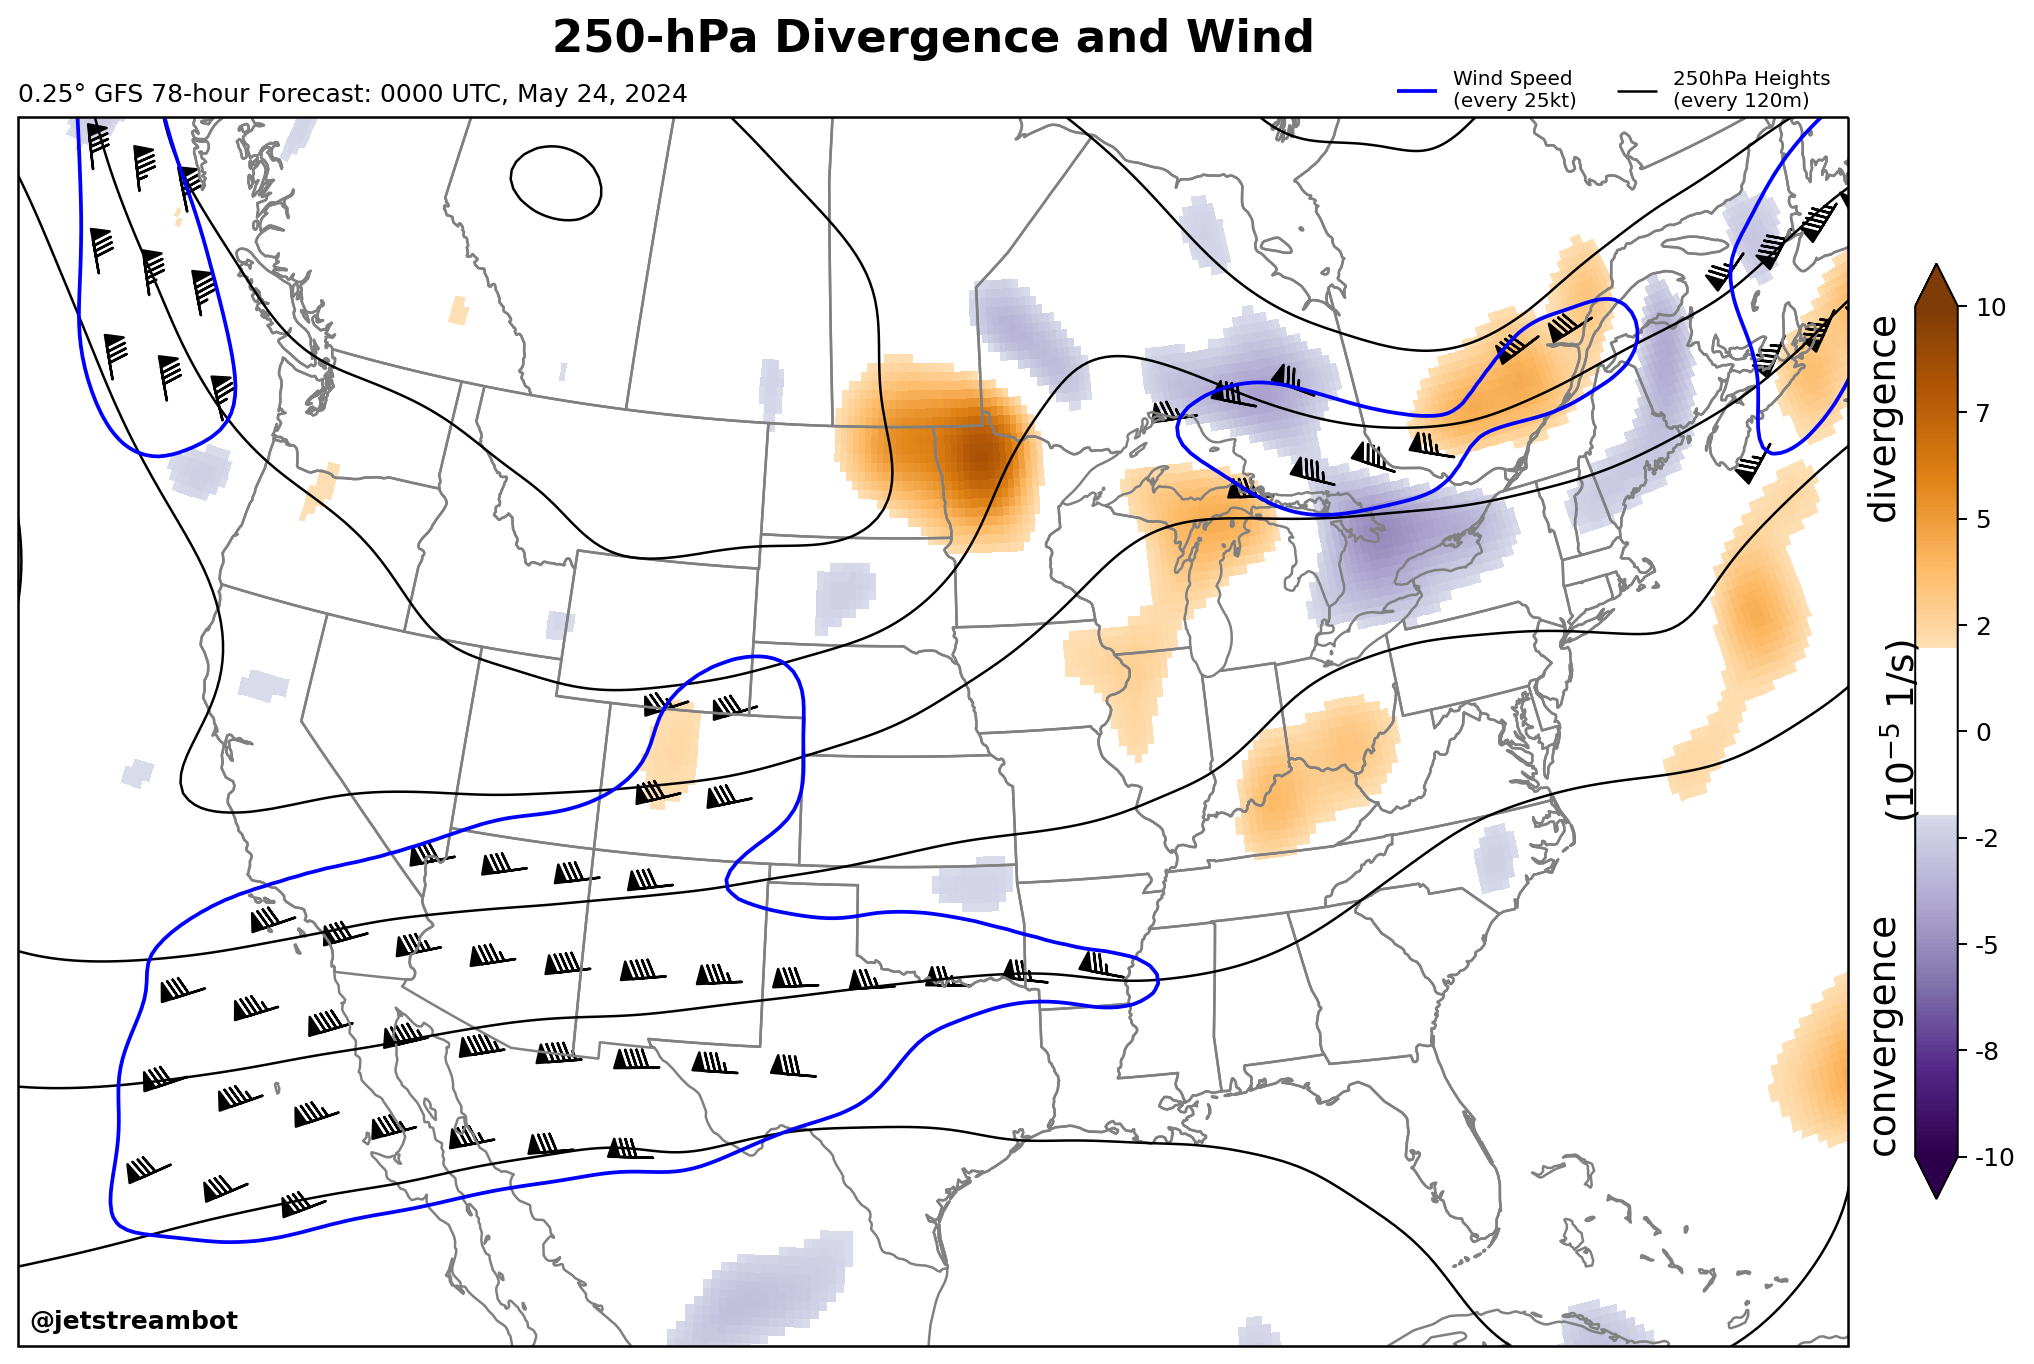 250-hPa Divergence and Wind
0.25° GFS 78-hour Forecast: 0000 UTC, May 24, 2024
Wind Speed
(every 25kt)
250hPa Heights
(every 120m)
10
7
5
2
0
-2
-5
-8
-10
divergence
(10⁻⁵ 1/s)
convergence
@jetstreambot